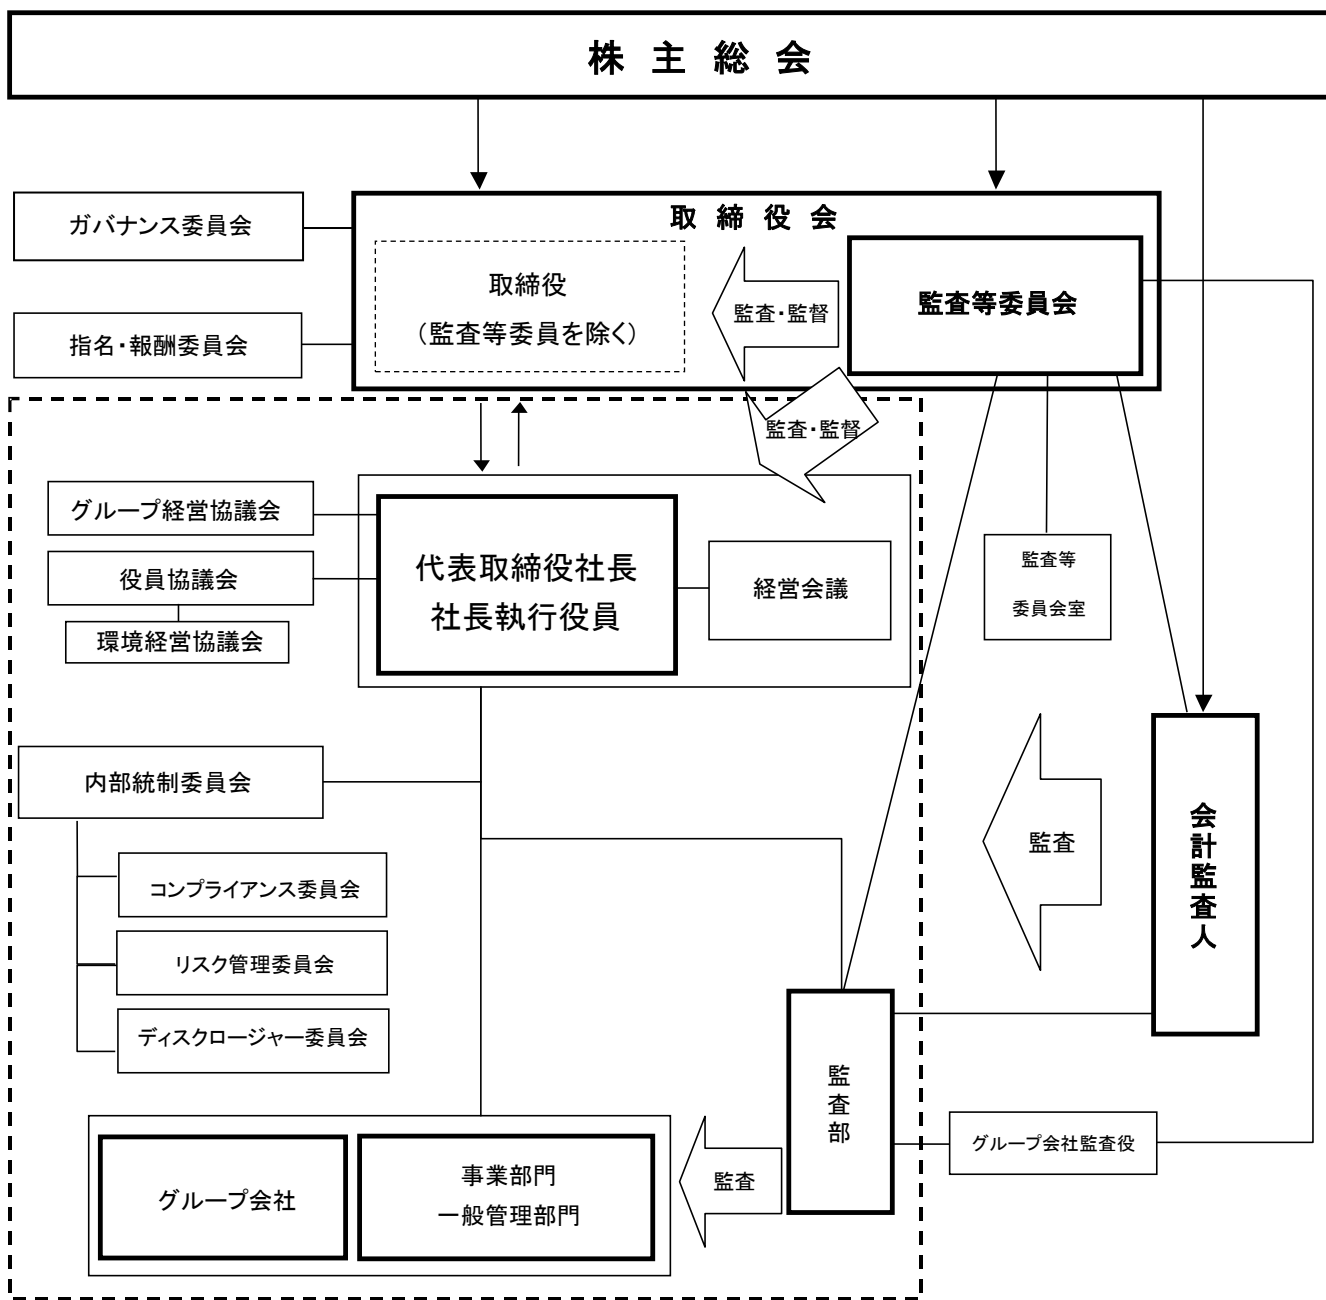 株主総会
ガバナンス委員会
取締役会
取締役
(監査等委員を除く)
監査・監督
監査等委員会
指名・報酬委員会
監査・監督
グループ経営協議会
役員協議会
環境経営協議会
代表取締役社長
社長執行役員
経営会議
監査等
委員会室
内部統制委員会
コンプライアンス委員会
リスク管理委員会
ディスクロージャー委員会
監査
会計監査人
監査部
グループ会社監査役
グループ会社
事業部門
一般管理部門
監査